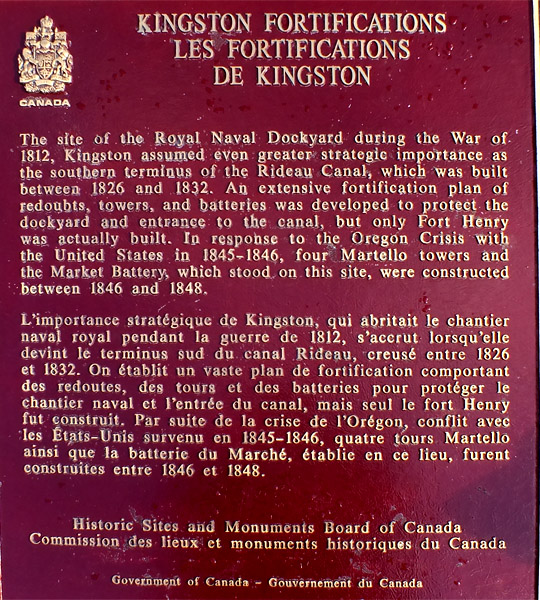 KINGSTON FORTIFICATIONS
LES FORTIFICATIONS
DE KINGSTON
CANADA
The site of the Royal Naval Dockyard during the War of
1812, Kingston assumed even greater strategic importance as
the southern terminus of the Rideau Canal, which was built
between 1826 and 1832. An extensive fortification plan of
redoubts, towers, and batteries was developed to protect the
dockyard and entrance to the canal, but only Fort Henry
was actually built. In response to the Oregon Crisis with
the United States in 1845-1846, four Martello towers and
the Market Battery, which stood on this site, were constructed
between 1846 and 1848.
L'importance stratégique de Kingston, qui abritait le chantier
naval royal pendant la guerre de 1812, s'accrut lorsqu'elle
devint le terminus sud du canal Rideau, creusé entre 1826
et 1832. On établit un vaste plan de fortification comportant
des redoutes, des tours et des batteries pour protéger le
chantier naval et l'entrée du canal, mais seul le fort Henry
fut construit. Par suite de la crise de l'Orégon, conflit avec
les États-Unis survenu en 1845-1846, quatre tours Martello
ainsi que la batterie du Marché, établie en ce lieu, furent
construites entre 1846 et 1848.
Historic Sites and Monuments Board of Canada
Commission des lieux et monuments historiques du Canada
Government of Canada - Gouvernement du Canada